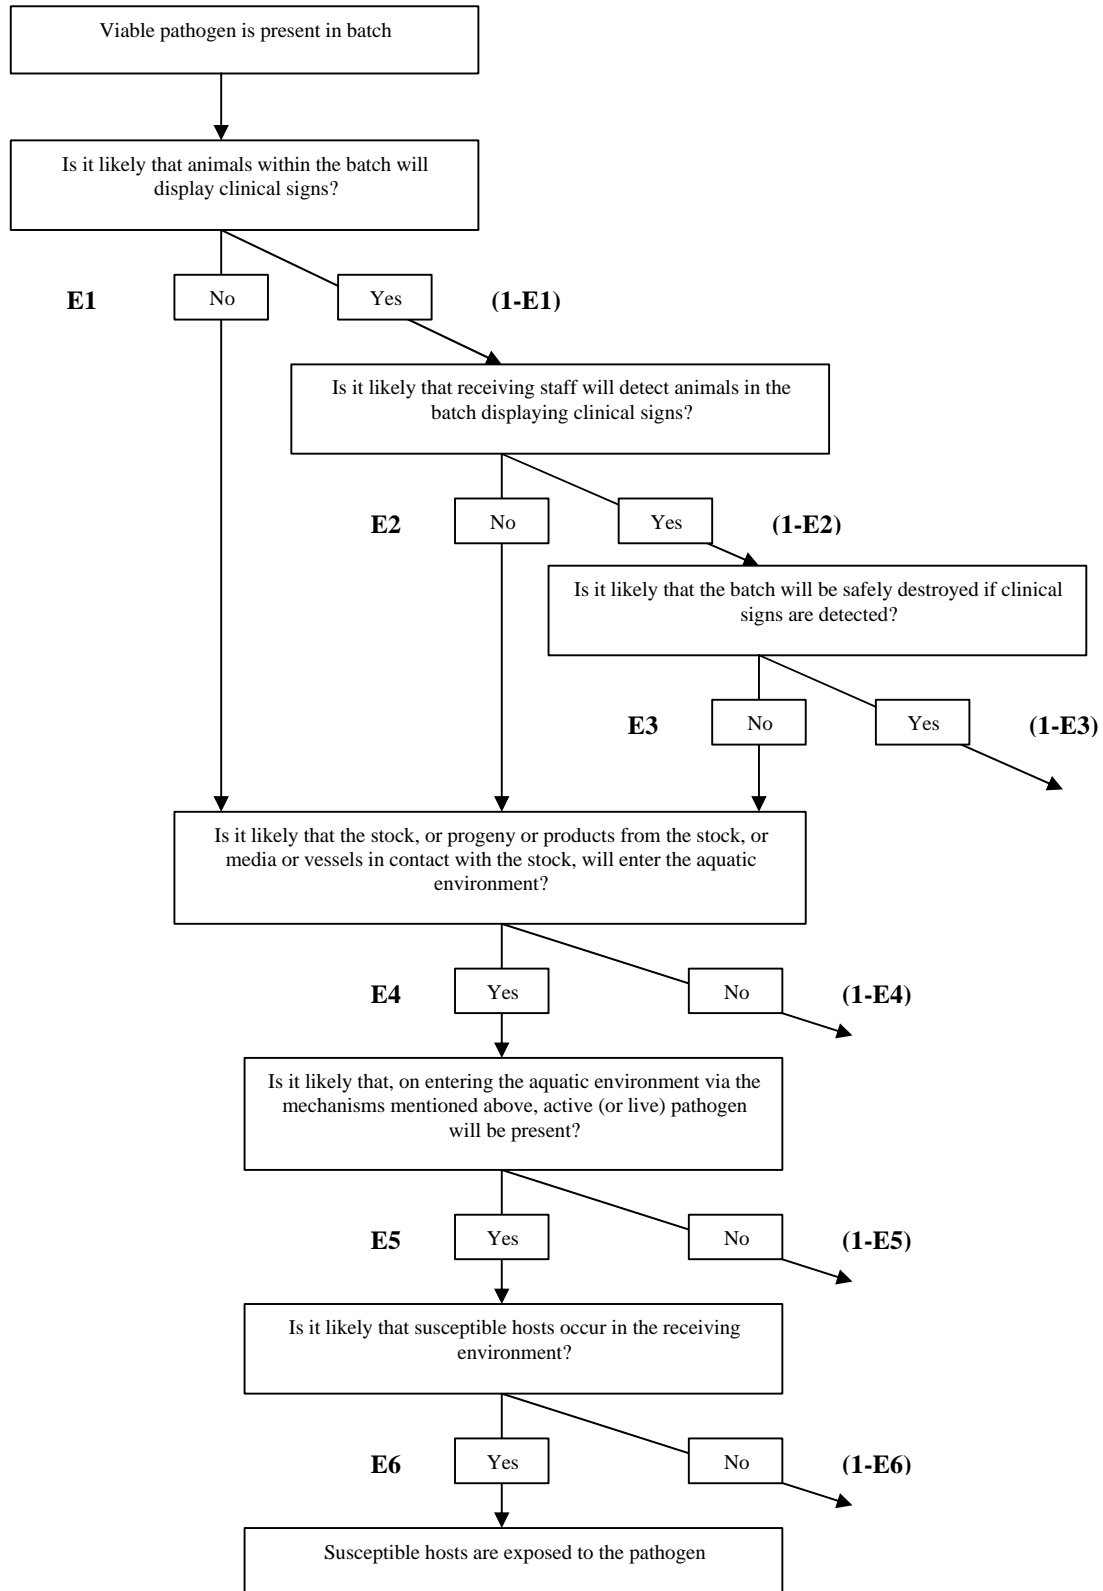 Viable pathogen is present in batch
Is it likely that animals within the batch will
display clinical signs?
E1
No
Yes
(1-E1)
Is it likely that receiving staff will detect animals in the
batch displaying clinical signs?
E2
No
Yes
(1-E2)
Is it likely that the batch will be safely destroyed if clinical
signs are detected?
E3
No
Yes
(1-E3)
Is it likely that the stock, or progeny or products from the stock, or
media or vessels in contact with the stock, will enter the aquatic
environment?
E4
Yes
No
(1-E4)
Is it likely that, on entering the aquatic environment via the
mechanisms mentioned above, active (or live) pathogen
will be present?
E5
Yes
No
(1-E5)
Is it likely that susceptible hosts occur in the receiving
environment?
E6
Yes
No
(1-E6)
Susceptible hosts are exposed to the pathogen